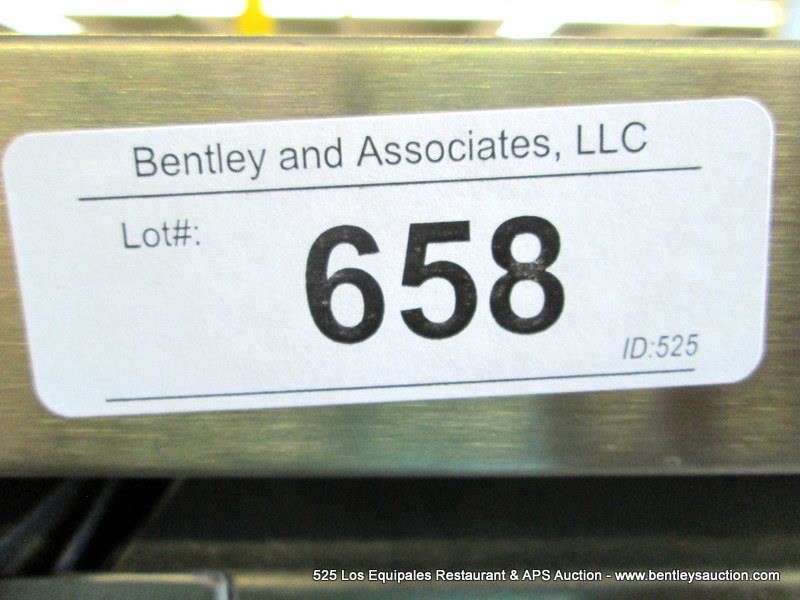 Bentley and Associates, LLC
Lot#:
658
ID:525
525 Los Equipales Restaurant & APS Auction - www.bentleysauction.com